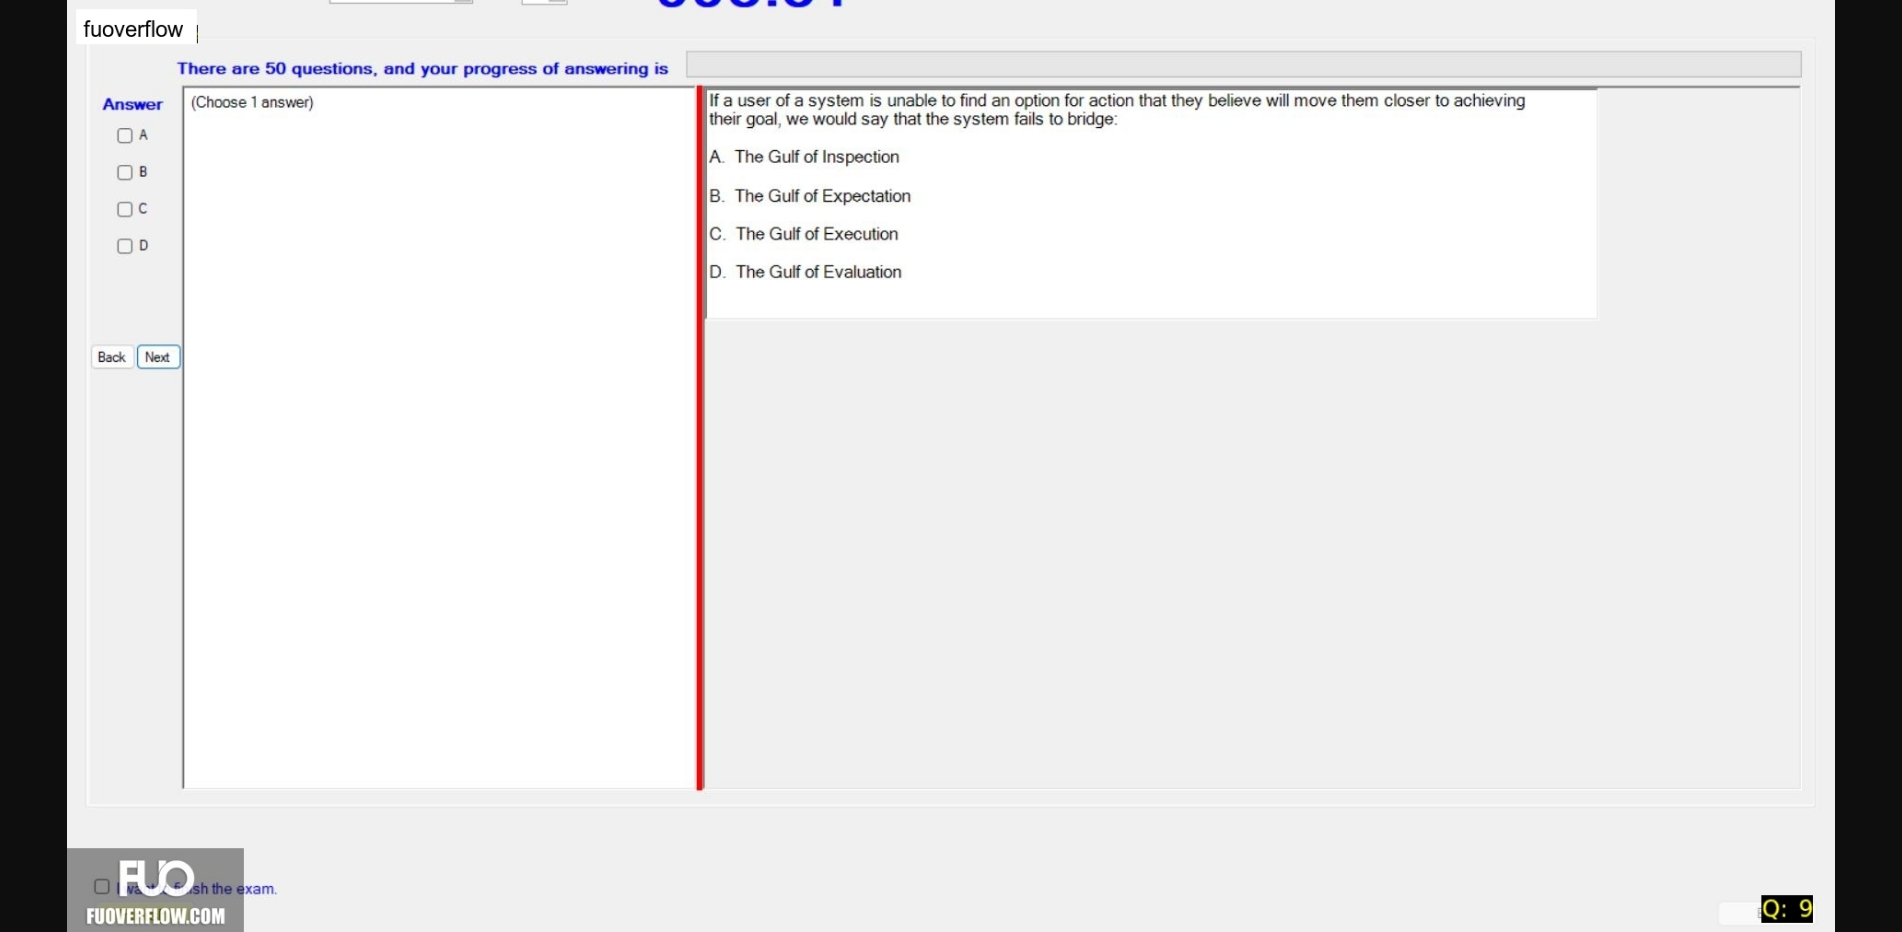 fuoverflow
There are 50 questions, and your progress of answering is
Answer
A
B
C
D
Back
Next
(Choose 1 answer)
If a user of a system is unable to find an option for action that they believe will move them closer to achieving
their goal, we would say that the system fails to bridge:
A. The Gulf of Inspection
B. The Gulf of Expectation
C. The Gulf of Execution
D. The Gulf of Evaluation
FUO
sh the exam.
FUOVERFLOW.COM
Q: 9